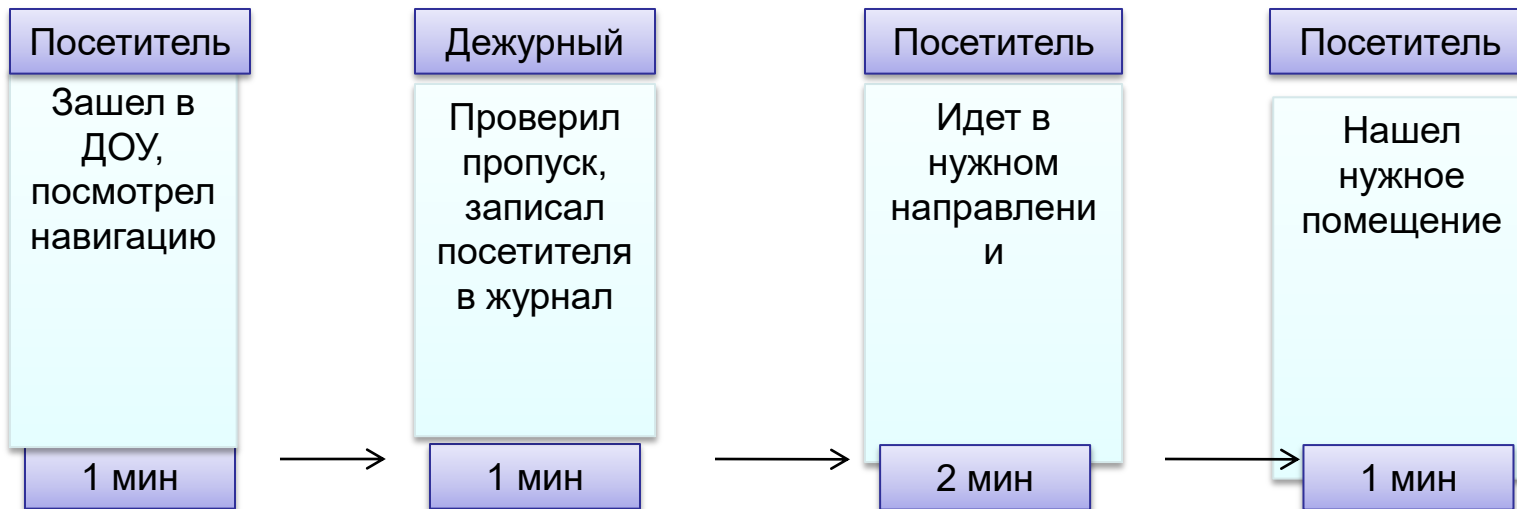 Посетитель
Зашел в
ДОУ,
посмотрел
навигацию
1 мин
Дежурный
Проверил
пропуск,
записал
посетителя
в журнал
1 мин
Посетитель
Идет в
нужном
направлени
и
2 мин
Посетитель
Нашел
нужное
помещение
1 мин